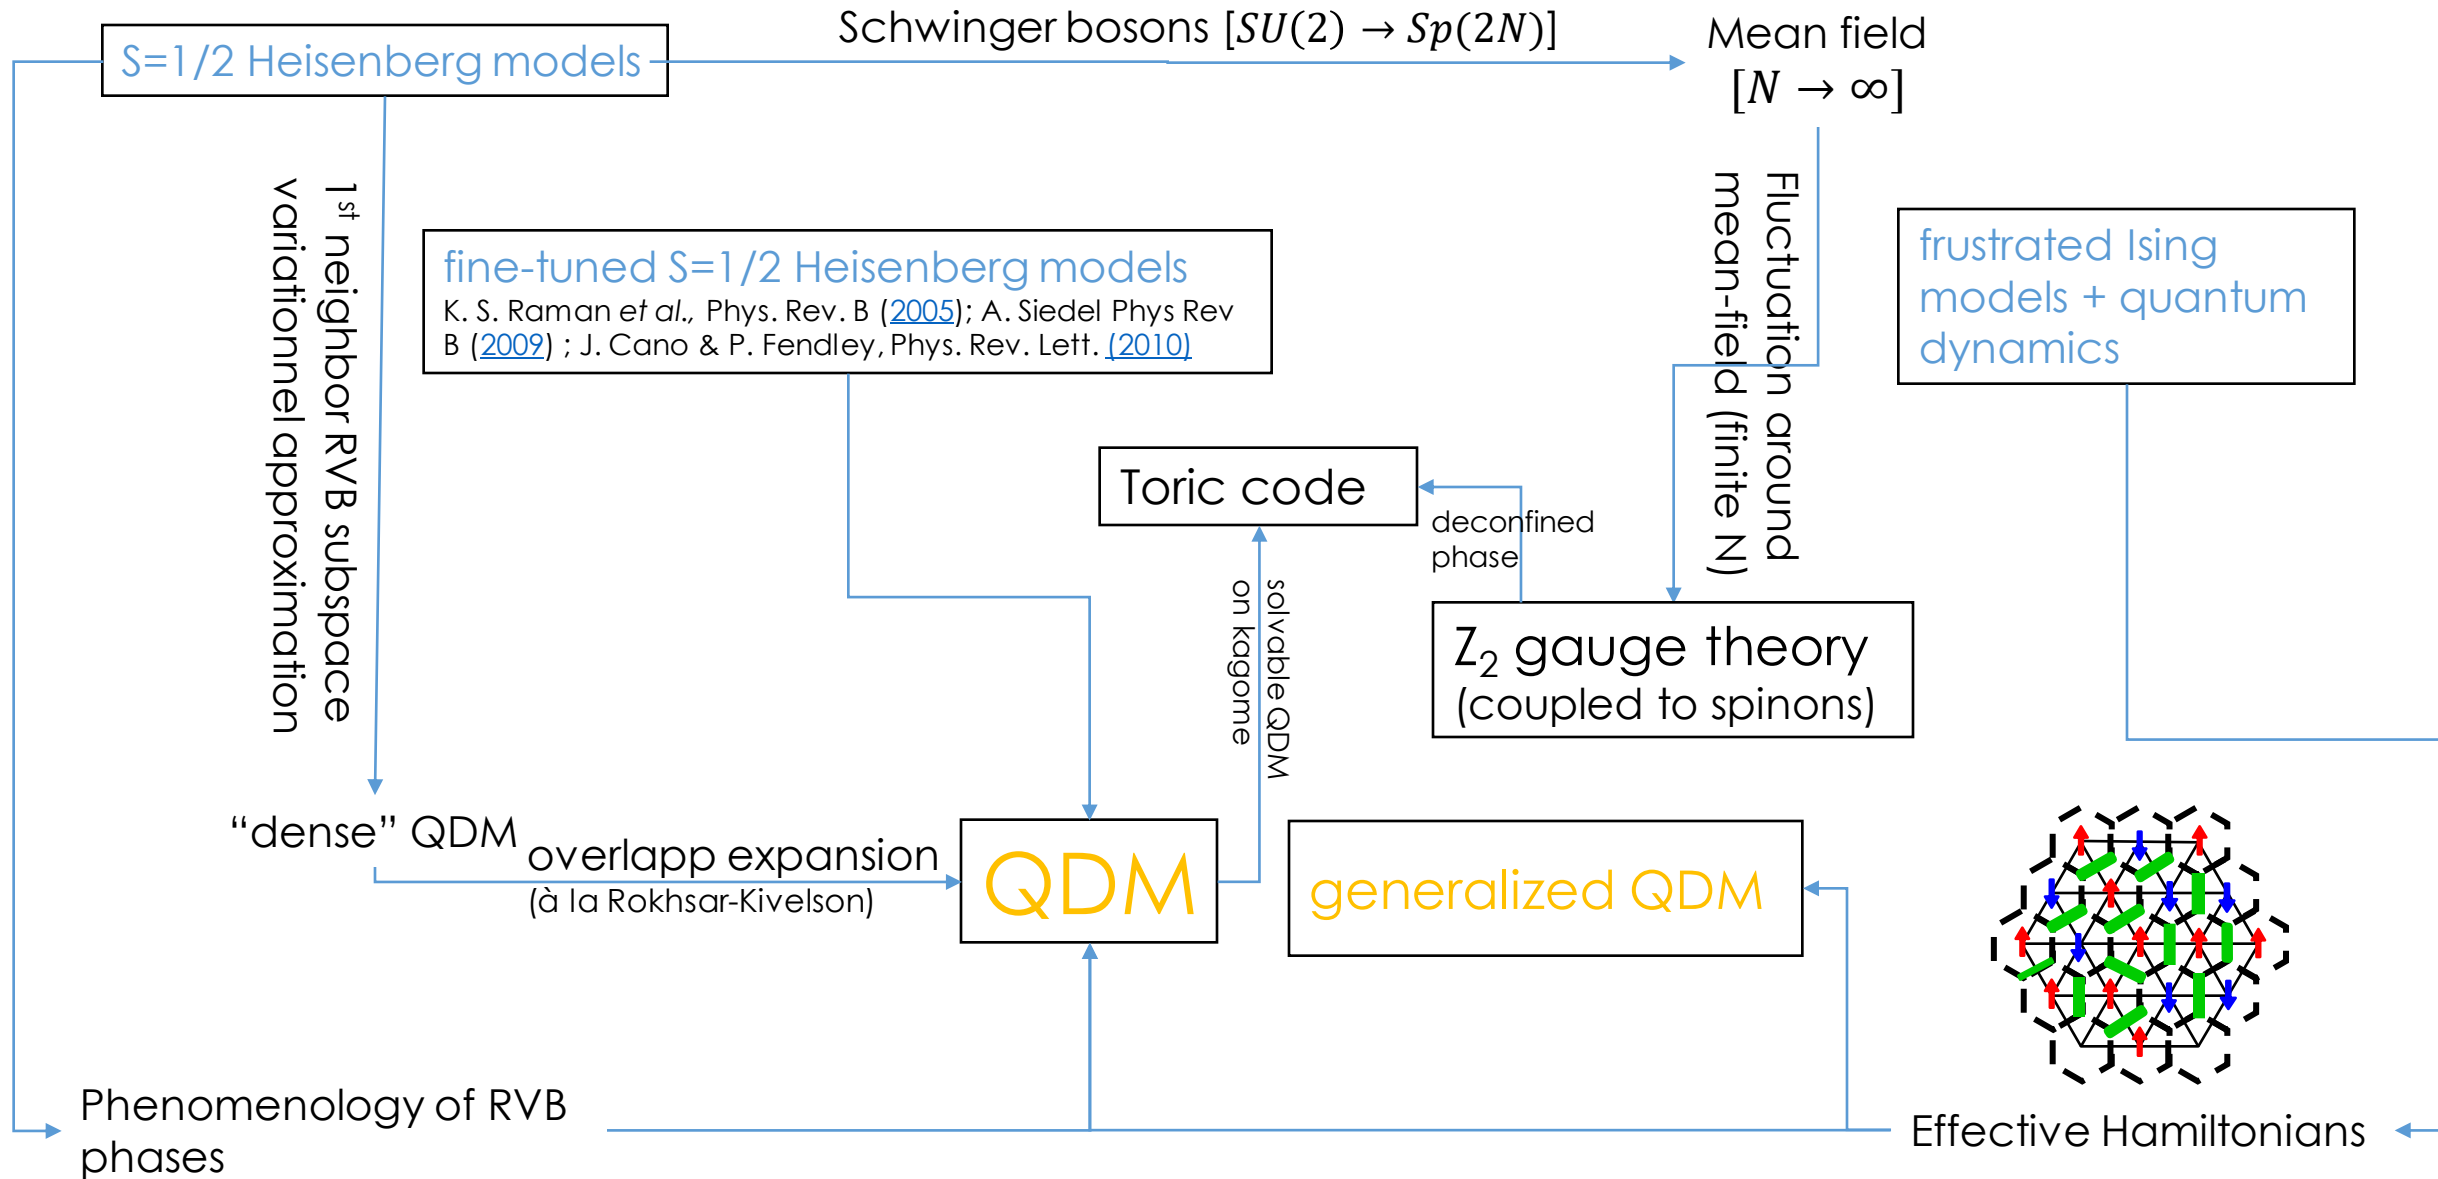 Schwinger bosons [SU(2) → Sp(2N)]
S=1/2 Heisenberg models
Mean field
[N → ∞]
1st neighbor RVB subspace
variationnel approximation
fine-tuned S=1/2 Heisenberg models
K. S. Raman et al., Phys. Rev. B (2005); A. Siedel Phys Rev
B (2009) ; J. Cano & P. Fendley, Phys. Rev. Lett. (2010)
Fluctuation around
mean-field (finite N)
frustrated Ising
models + quantum
dynamics
Toric code
deconfined
phase
solvable QDM
on kagome
Z₂ gauge theory
(coupled to spinons)
“dense” QDM
overlapp expansion
(à la Rokhsar-Kivelson)
QDM
generalized QDM
Phenomenology of RVB
phases
Effective Hamiltonians